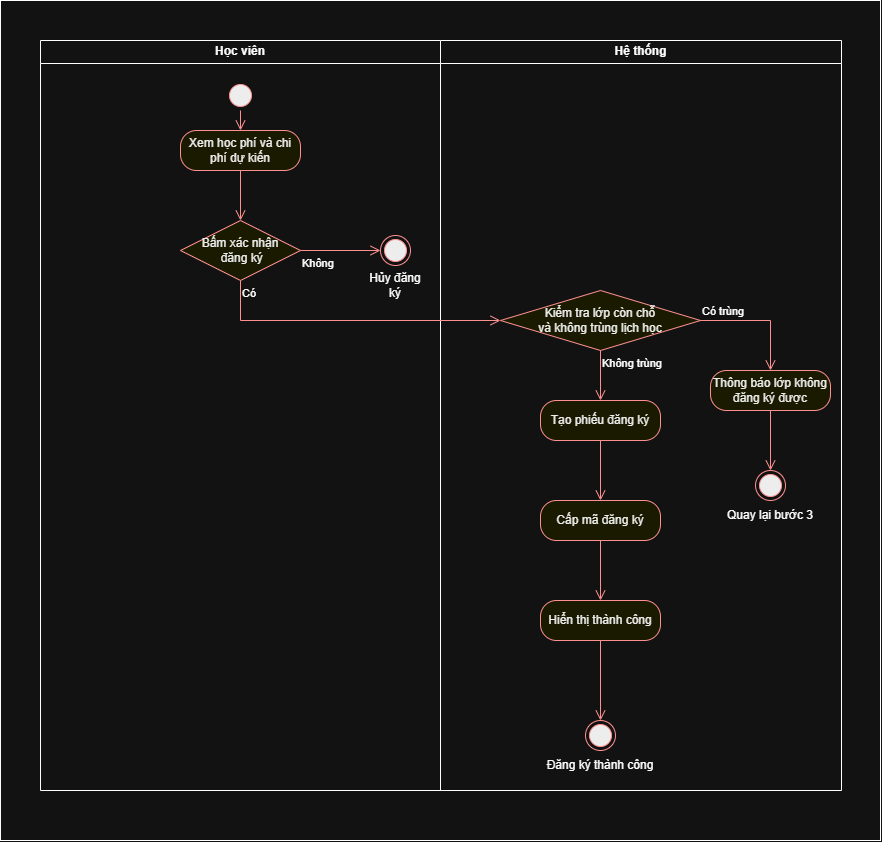 Học viên
Hệ thống
Xem học phí và chi
phí dự kiến
Bấm xác nhận
đăng ký
Không
Hủy đăng
ký
Có
Kiểm tra lớp còn chỗ
và không trùng lịch học
Có trùng
Không trùng
Thông báo lớp không
đăng ký được
Tạo phiếu đăng ký
Quay lại bước 3
Cấp mã đăng ký
Hiển thị thành công
Đăng ký thành công